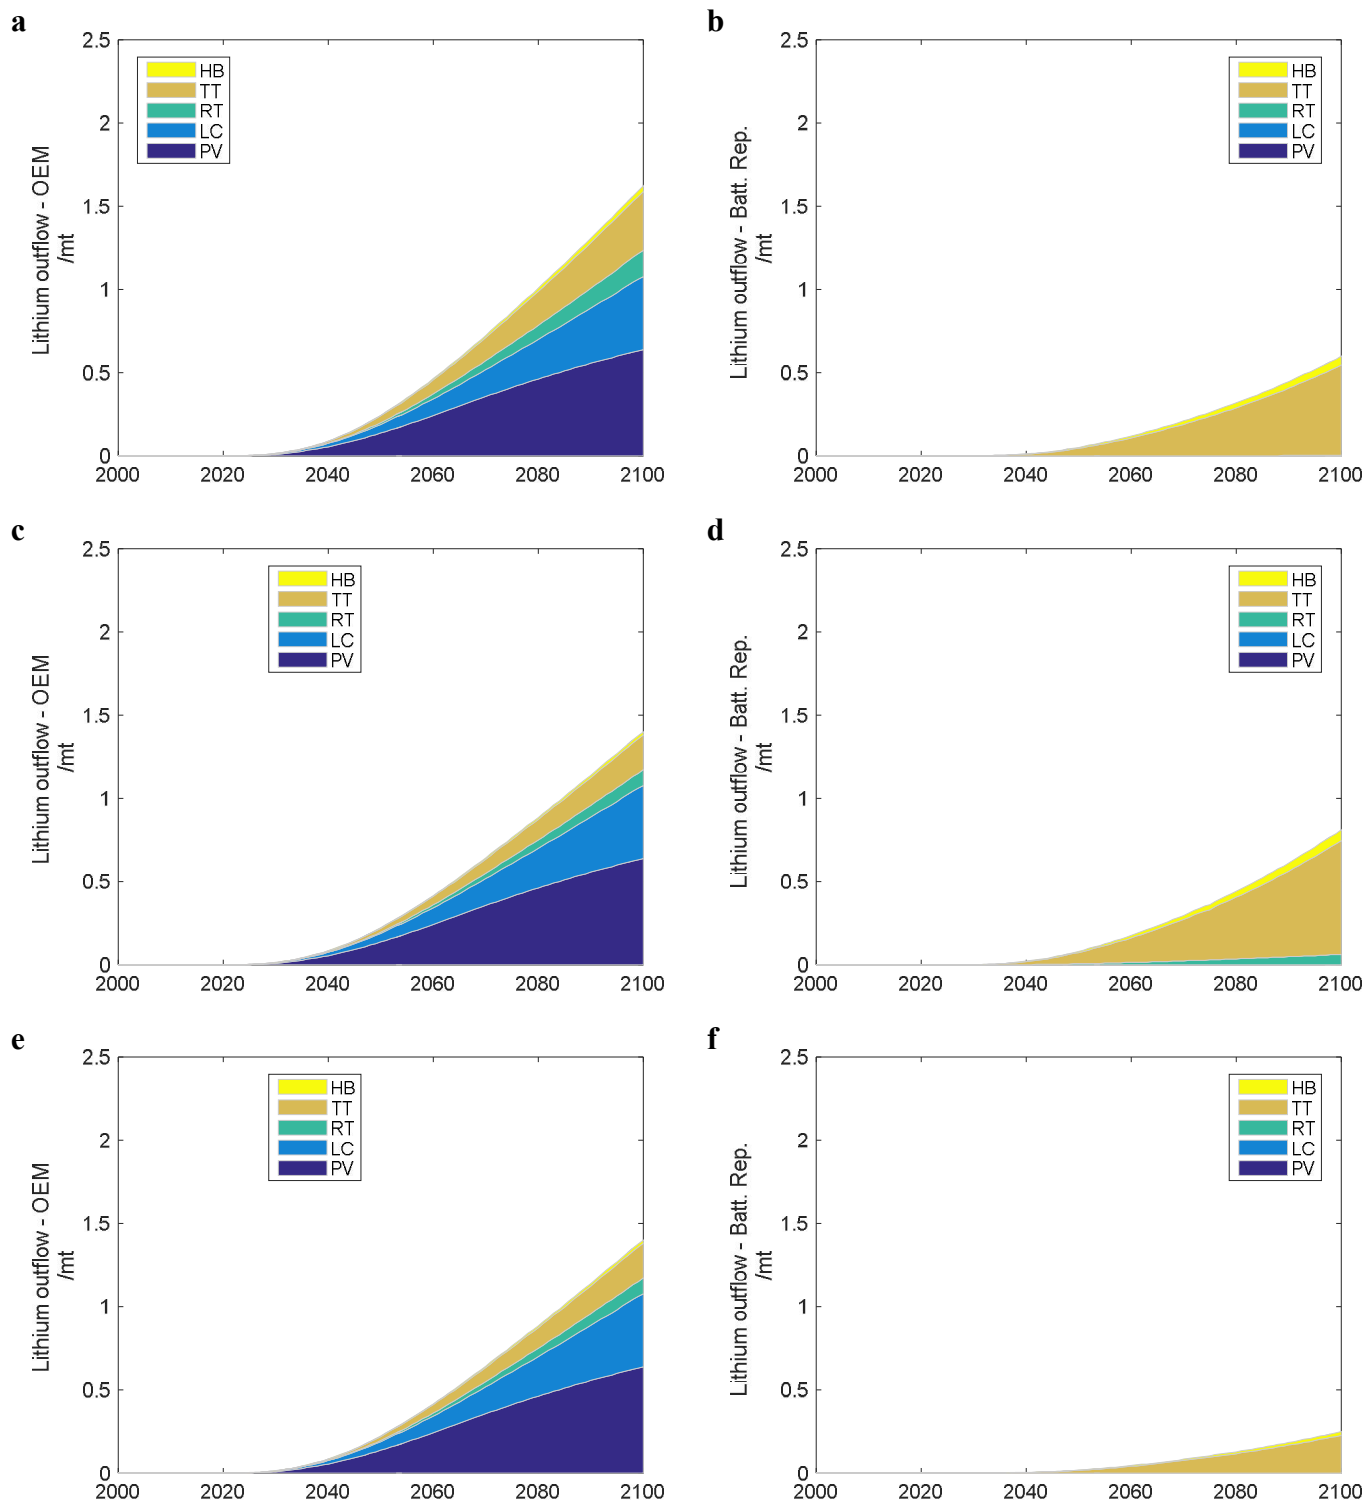 a
2.5
2
1.5
1
0.5
0
Lithium outflow - OEM
/mt
HB
TT
RT
LC
PV
2000 2020 2040 2060 2080 2100
b
2.5
2
1.5
1
0.5
0
Lithium outflow - Batt. Rep.
/mt
HB
TT
RT
LC
PV
2000 2020 2040 2060 2080 2100
c
2.5
2
1.5
1
0.5
0
Lithium outflow - OEM
/mt
HB
TT
RT
LC
PV
2000 2020 2040 2060 2080 2100
d
2.5
2
1.5
1
0.5
0
Lithium outflow - Batt. Rep.
/mt
HB
TT
RT
LC
PV
2000 2020 2040 2060 2080 2100
e
2.5
2
1.5
1
0.5
0
Lithium outflow - OEM
/mt
HB
TT
RT
LC
PV
2000 2020 2040 2060 2080 2100
f
2.5
2
1.5
1
0.5
0
Lithium outflow - Batt. Rep.
/mt
HB
TT
RT
LC
PV
2000 2020 2040 2060 2080 2100